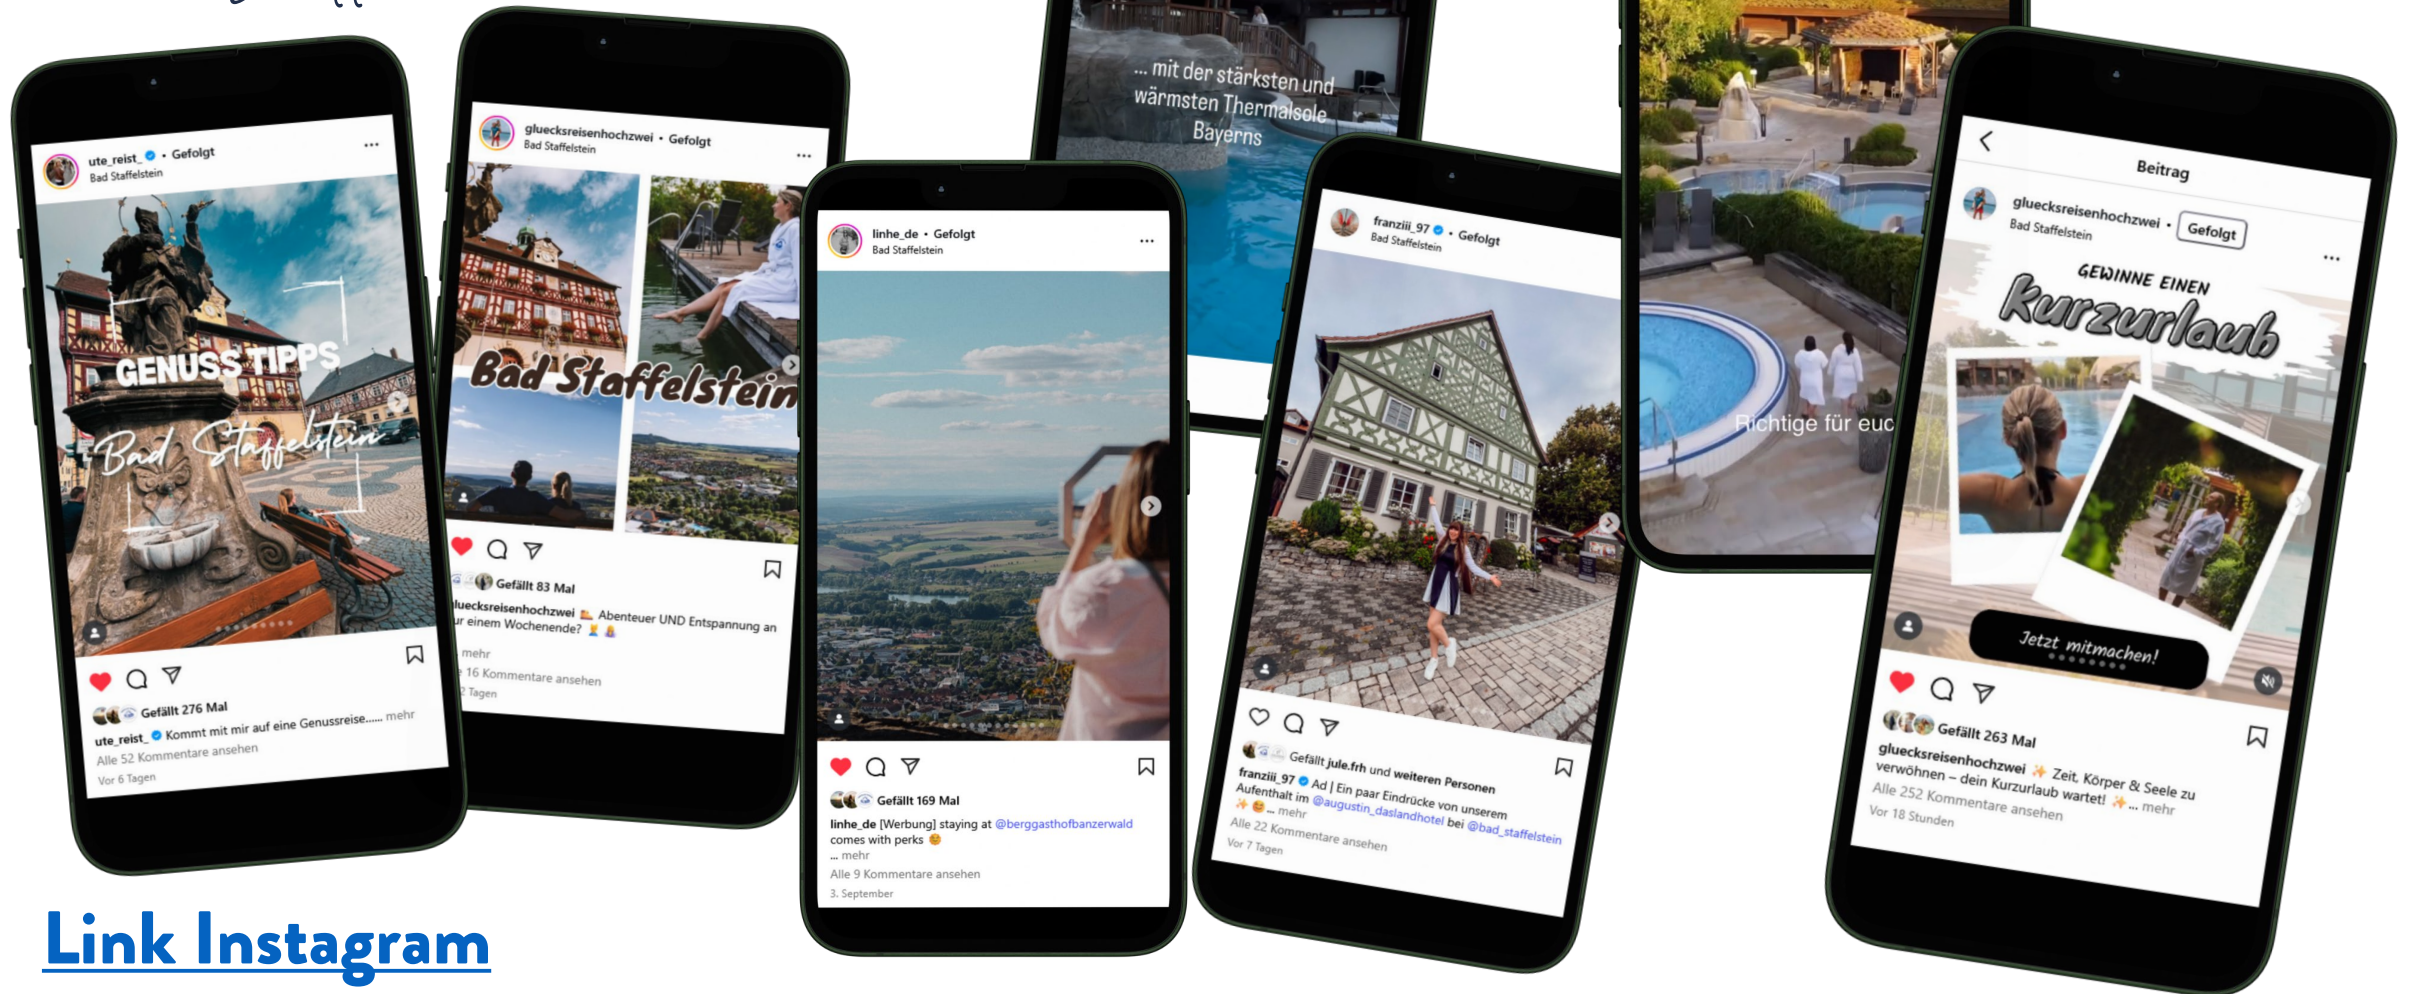 ute_reist_ • Gefolgt
Bad Staffelstein
GENUSS TIPPS
Bad Staffelstein
Gefällt 276 Mal
ute_reist_ Kommt mit mir auf eine Genussreise...... mehr
Alle 52 Kommentare ansehen
Vor 6 Tagen
gluecksreisenhochzwei • Gefolgt
Bad Staffelstein
Bad Staffelstein
Gefällt 83 Mal
luecksreisenhochzwei Abenteuer UND Entspannung an
ur einem Wochenende?
mehr
16 Kommentare ansehen
2 Tagen
linhe_de • Gefolgt
Bad Staffelstein
Gefällt 169 Mal
linhe_de [Werbung] staying at @berggasthofbanzerwald
comes with perks
... mehr
Alle 9 Kommentare ansehen
3. September
... mit der stärksten und
wärmsten Thermalsole
Bayerns
franziii_97 • Gefolgt
Bad Staffelstein
Gefällt jule.frh und weiteren Personen
franziii_97 Ad | Ein paar Eindrücke von unserem
Aufenthalt im @augustin_daslandhotel bei @bad_staffelstein
... mehr
Alle 22 Kommentare ansehen
Vor 7 Tagen
Richtige für euc
Beitrag
gluecksreisenhochzwei • Gefolgt
Bad Staffelstein
GEWINNE EINEN
Kurzurlaub
Jetzt mitmachen!
Gefällt 263 Mal
gluecksreisenhochzwei Zeit, Körper & Seele zu
verwöhnen – dein Kurzurlaub wartet! ... mehr
Alle 252 Kommentare ansehen
Vor 18 Stunden
Link Instagram